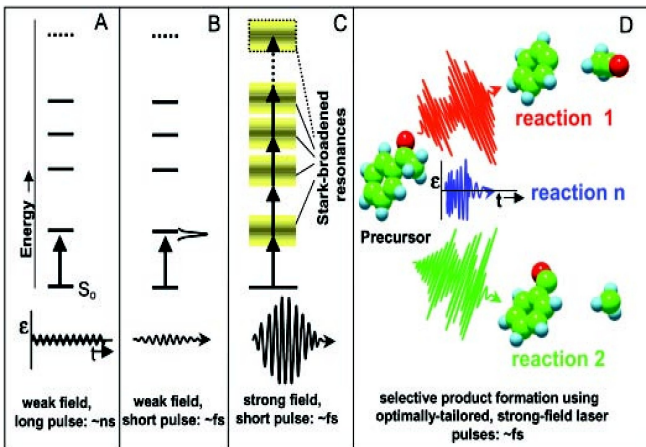 A
B
C
D
Energy
S₀
ε
t
weak field,
long pulse: ~ns
weak field,
short pulse: ~fs
Stark-broadened
resonances
strong field,
short pulse: ~fs
reaction 1
ε
t
reaction n
Precursor
reaction 2
selective product formation using
optimally-tailored, strong-field laser
pulses: ~fs